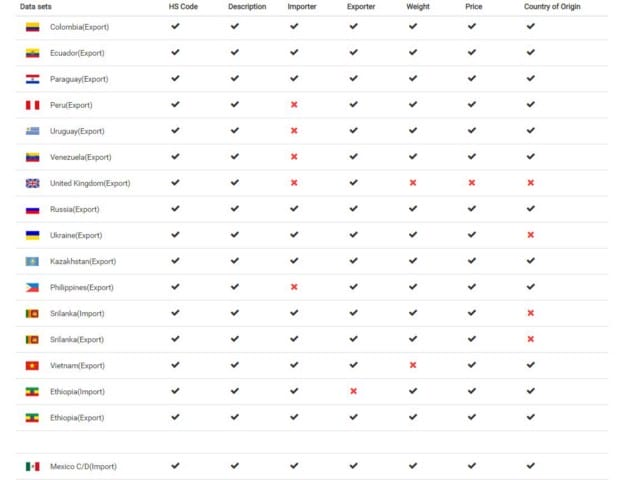 Data sets HS Code Description Importer Exporter Weight Price Country of Origin
Colombia(Export) ✔ ✔ ✔ ✔ ✔ ✔ ✔
Ecuador(Export) ✔ ✔ ✔ ✔ ✔ ✔ ✔
Paraguay(Export) ✔ ✔ ✔ ✔ ✔ ✔ ✔
Peru(Export) ✔ ✔ ✖ ✔ ✔ ✔ ✔
Uruguay(Export) ✔ ✔ ✖ ✔ ✔ ✔ ✔
Venezuela(Export) ✔ ✔ ✖ ✔ ✔ ✔ ✔
United Kingdom(Export) ✔ ✔ ✖ ✔ ✖ ✖ ✖
Russia(Export) ✔ ✔ ✔ ✔ ✔ ✔ ✔
Ukraine(Export) ✔ ✔ ✔ ✔ ✔ ✔ ✖
Kazakhstan(Export) ✔ ✔ ✔ ✔ ✔ ✔ ✔
Philippines(Export) ✔ ✔ ✖ ✔ ✔ ✔ ✔
Srilanka(Import) ✔ ✔ ✔ ✔ ✔ ✔ ✖
Srilanka(Export) ✔ ✔ ✔ ✔ ✔ ✔ ✖
Vietnam(Export) ✔ ✔ ✔ ✔ ✖ ✔ ✔
Ethiopia(Import) ✔ ✔ ✔ ✖ ✔ ✔ ✔
Ethiopia(Export) ✔ ✔ ✔ ✔ ✔ ✔ ✔
Mexico C/D(Import) ✔ ✔ ✔ ✔ ✔ ✔ ✔